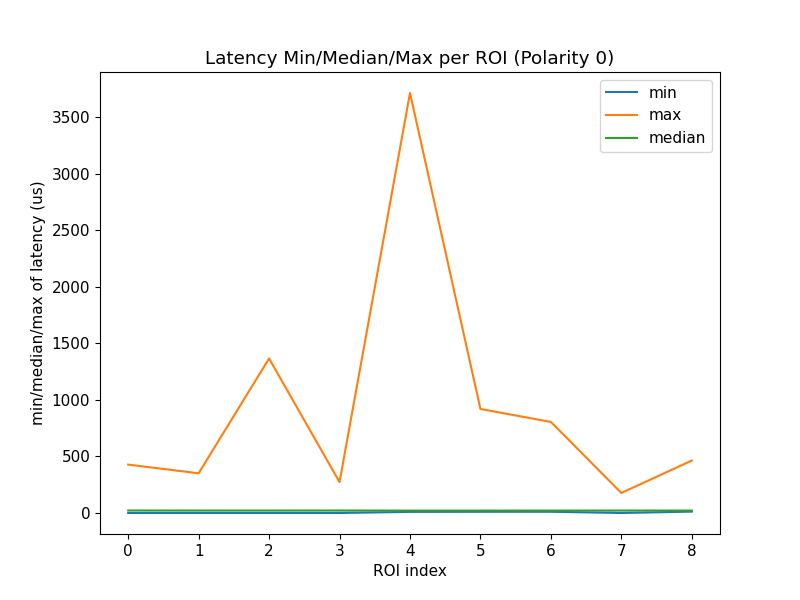 Latency Min/Median/Max per ROI (Polarity 0)
min
max
median
min/median/max of latency (us)
3500
3000
2500
2000
1500
1000
500
0
0 1 2 3 4 5 6 7 8
ROI index